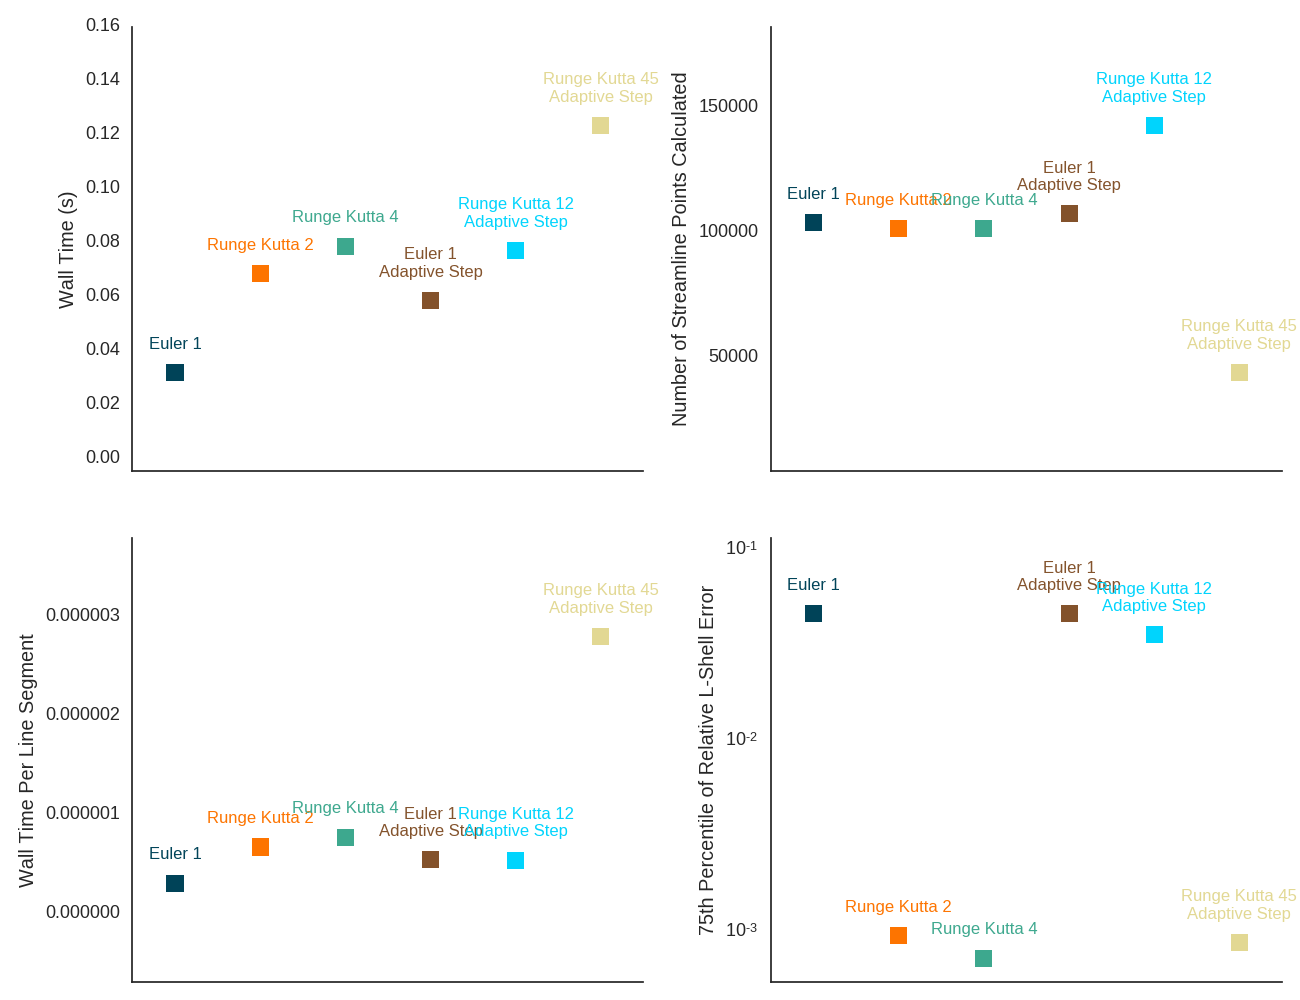 0.16
0.14
0.12
0.10
0.08
0.06
0.04
0.02
0.00
Wall Time (s)
Runge Kutta 45
Adaptive Step
Runge Kutta 12
Adaptive Step
Runge Kutta 4
Runge Kutta 2
Euler 1
Adaptive Step
Euler 1
150000
100000
50000
Number of Streamline Points Calculated
Runge Kutta 12
Adaptive Step
Euler 1
Adaptive Step
Euler 1
Runge Kutta 2
Runge Kutta 4
Runge Kutta 45
Adaptive Step
0.000003
0.000002
0.000001
0.000000
Wall Time Per Line Segment
Runge Kutta 45
Adaptive Step
Runge Kutta 4
Runge Kutta 2
Euler 1
Adaptive Step
Runge Kutta 12
Adaptive Step
Euler 1
10-1
10-2
10-3
75th Percentile of Relative L-Shell Error
Euler 1
Euler 1
Adaptive Step
Runge Kutta 12
Adaptive Step
Runge Kutta 2
Runge Kutta 4
Runge Kutta 45
Adaptive Step